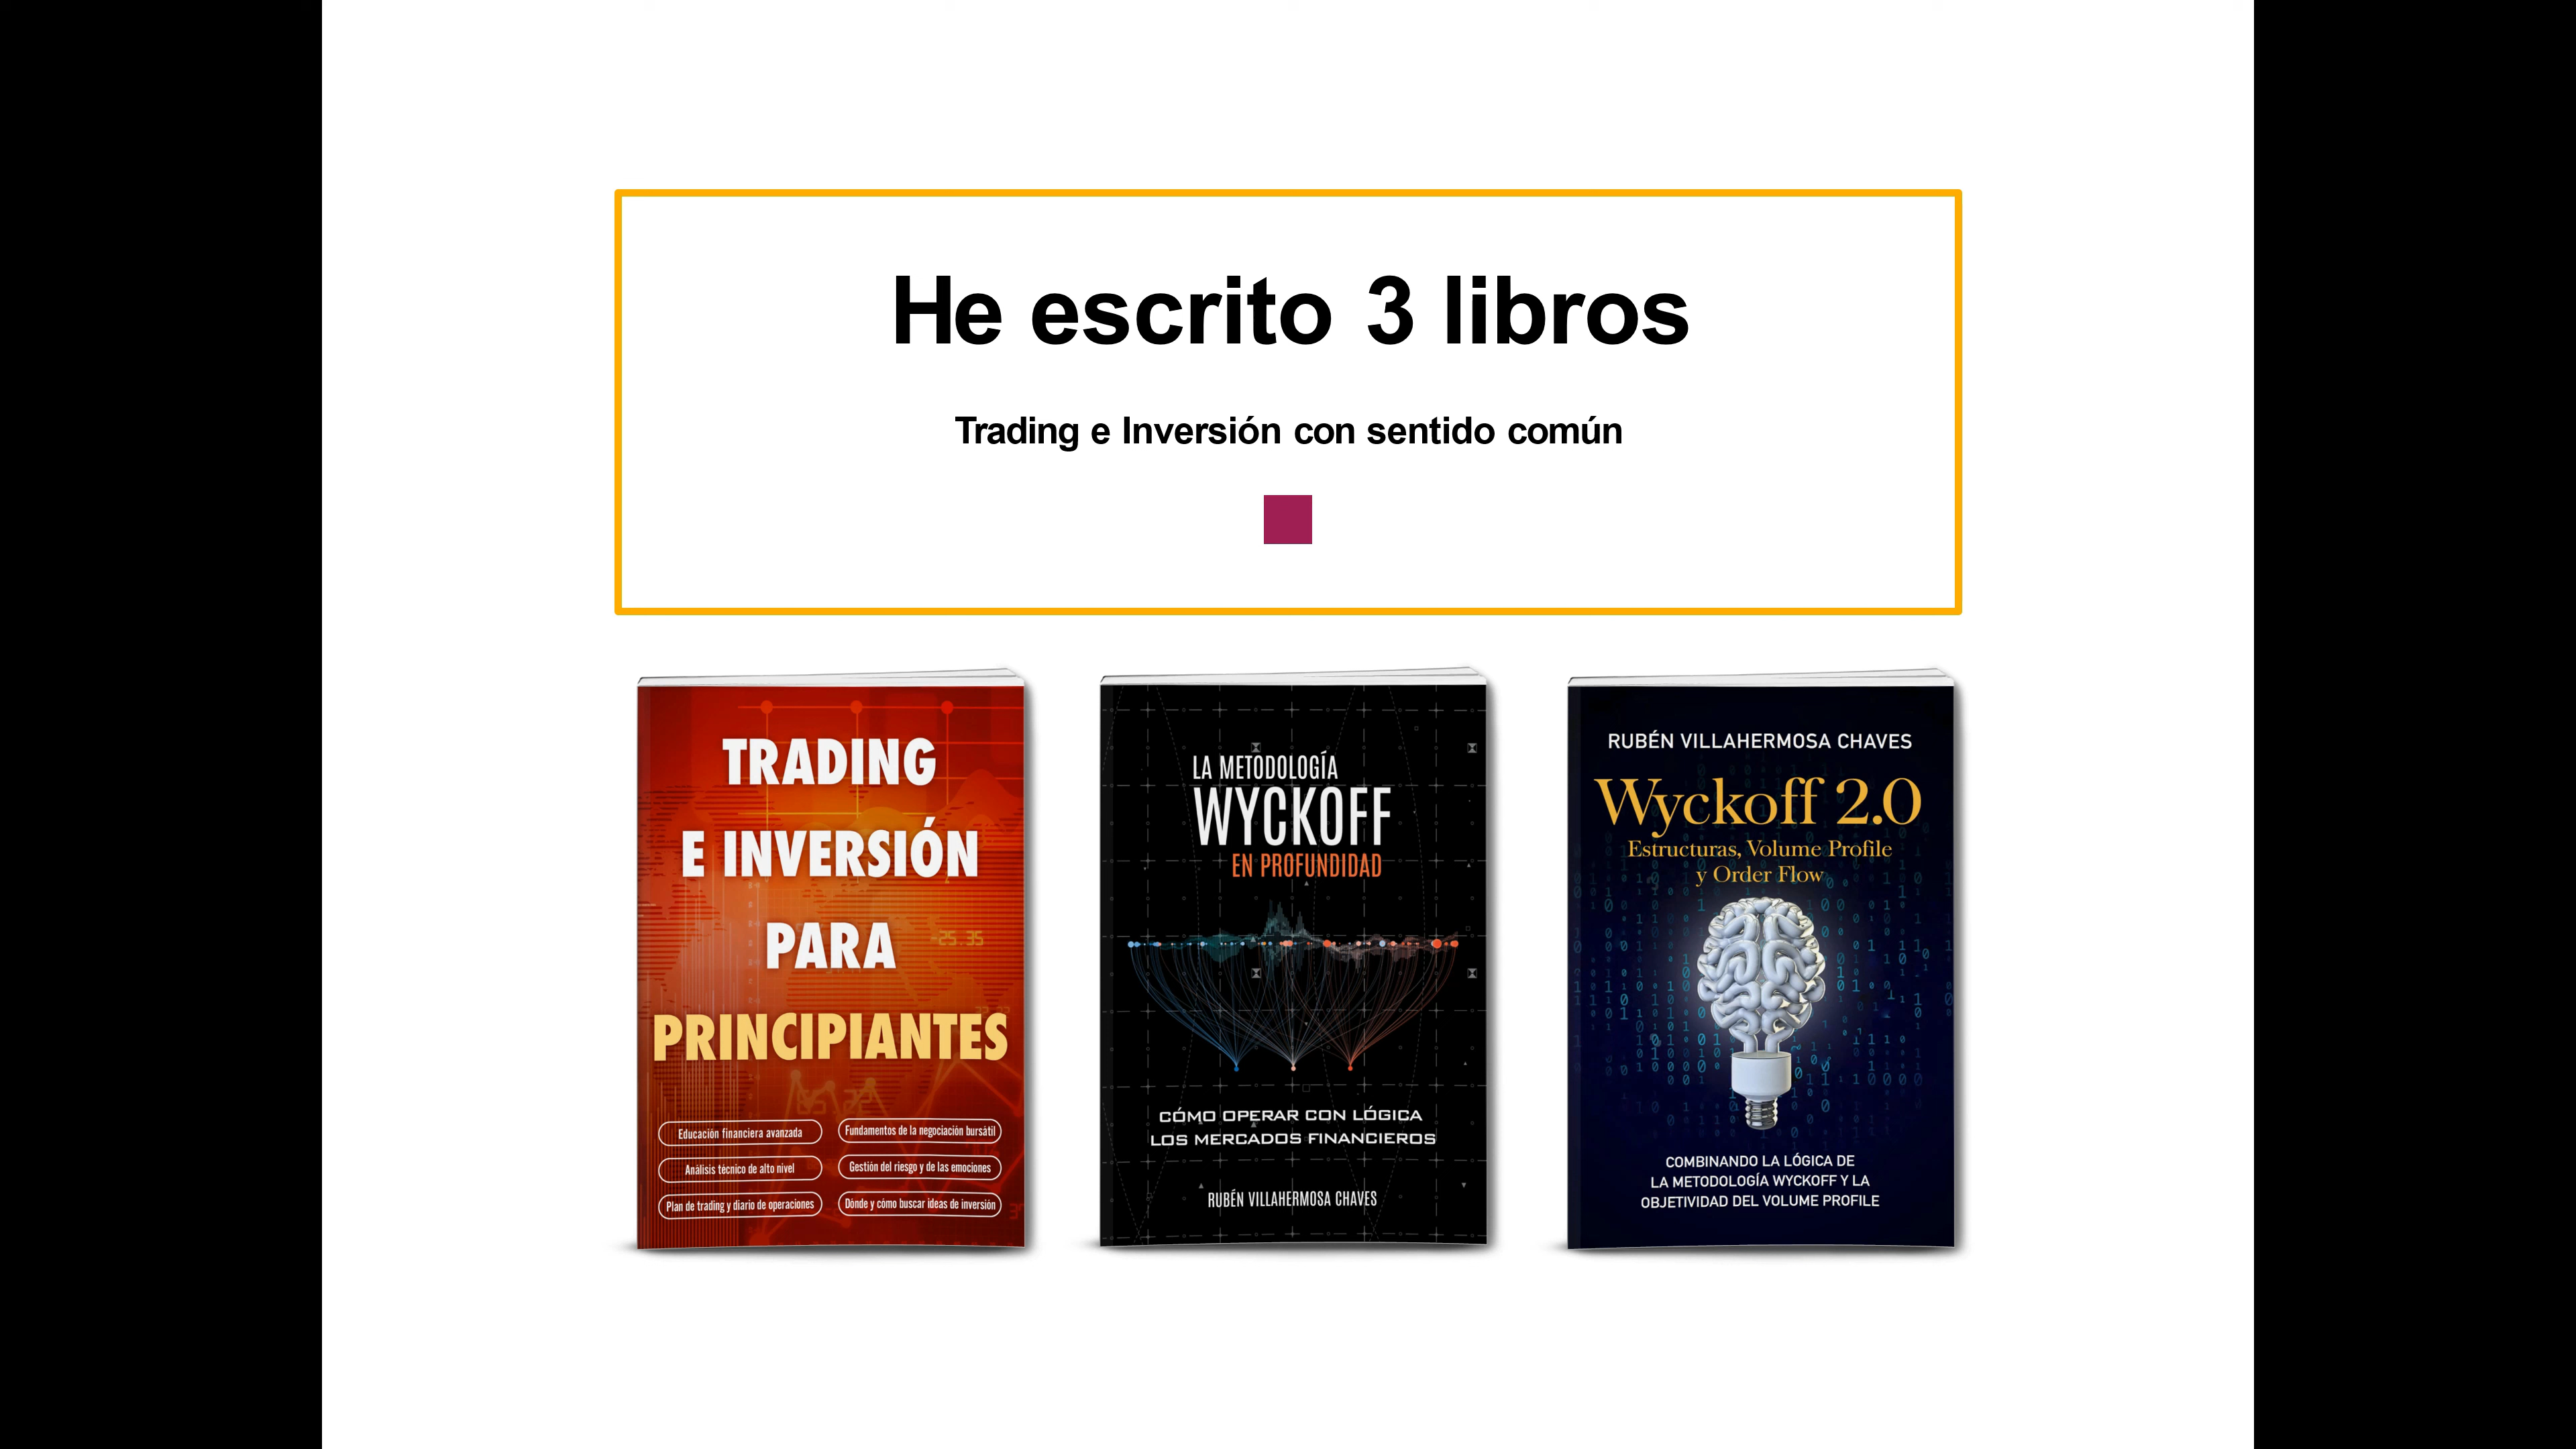 He escrito 3 libros
Trading e Inversión con sentido común
TRADING
E INVERSIÓN
PARA
PRINCIPIANTES
Educación financiera avanzada
Fundamentos de la negociación bursátil
Análisis técnico de alto nivel
Gestión del riesgo y de las emociones
Plan de trading y diario de operaciones
Dónde y cómo buscar ideas de inversión
LA METODOLOGÍA
WYCKOFF
EN PROFUNDIDAD
CÓMO OPERAR CON LÓGICA
LOS MERCADOS FINANCIEROS
RUBÉN VILLAHERMOSA CHAVES
RUBÉN VILLAHERMOSA CHAVES
Wyckoff 2.0
Estructuras, Volume Profile
y Order Flow
COMBINANDO LA LÓGICA DE
LA METODOLOGÍA WYCKOFF Y LA
OBJETIVIDAD DEL VOLUME PROFILE